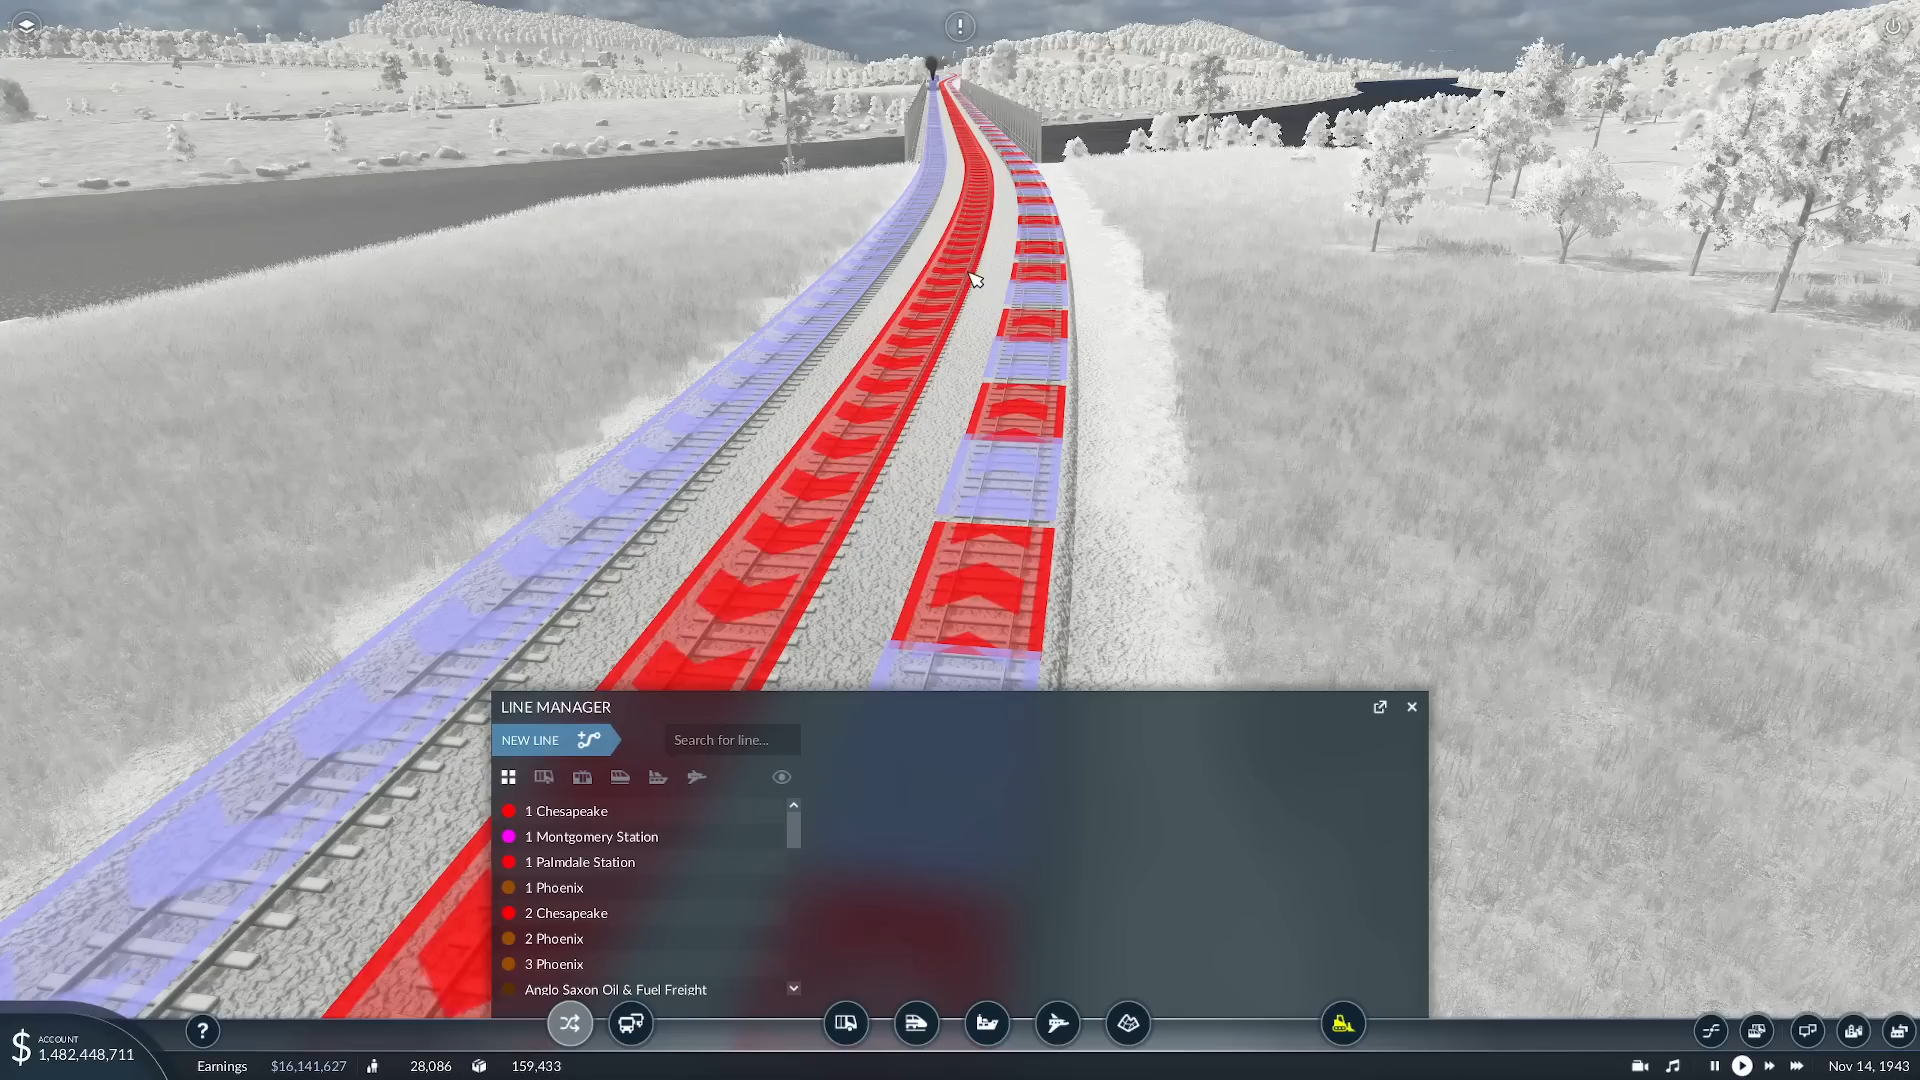 LINE MANAGER
NEW LINE
Search for line...
1 Chesapeake
1 Montgomery Station
1 Palmdale Station
1 Phoenix
2 Chesapeake
2 Phoenix
3 Phoenix
Anglo Saxon Oil & Fuel Freight
$ ACCOUNT
1,482,448,711
?
Earnings $16,141,627 28,086 159,433
Nov 14, 1943